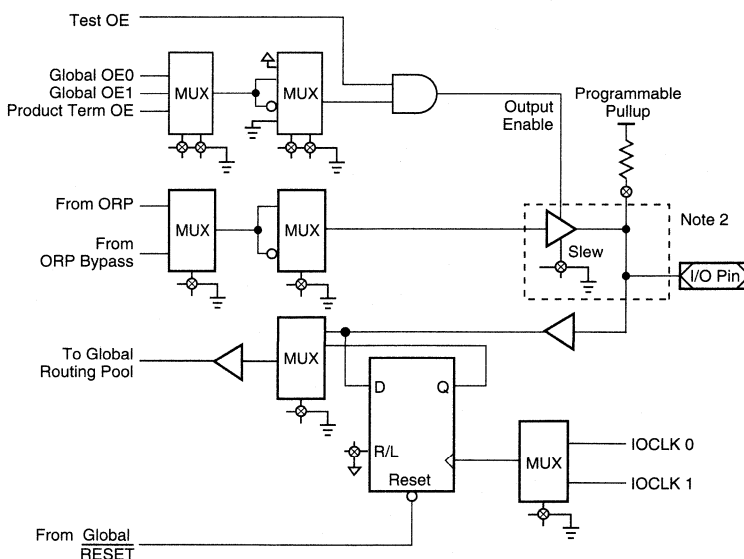 Test OE
Global OE0
Global OE1
Product Term OE
MUX
MUX
Output
Enable
Programmable
Pullup
From ORP
From
ORP Bypass
MUX
MUX
Slew
Note 2
I/O Pin
To Global
Routing Pool
MUX
D
Q
R/L
Reset
MUX
IOCLK 0
IOCLK 1
From Global
RESET